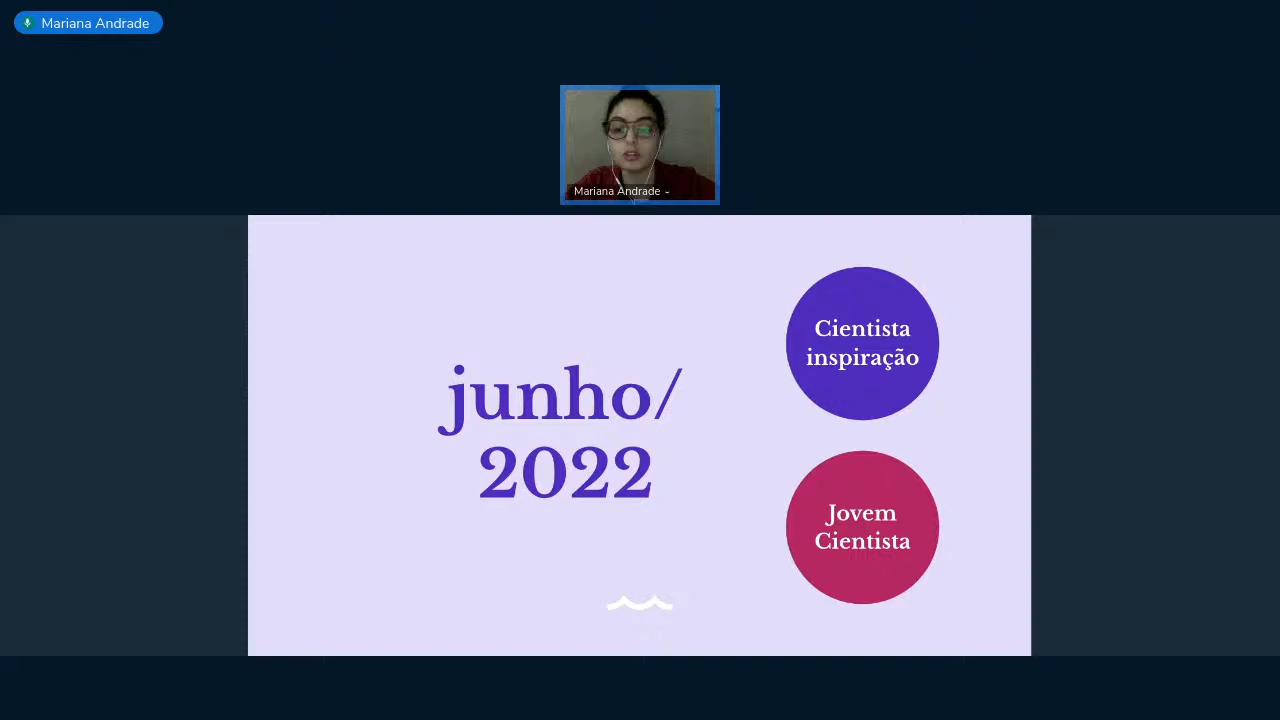 Mariana Andrade
Mariana Andrade
junho/
2022
Cientista
inspiração
Jovem
Cientista